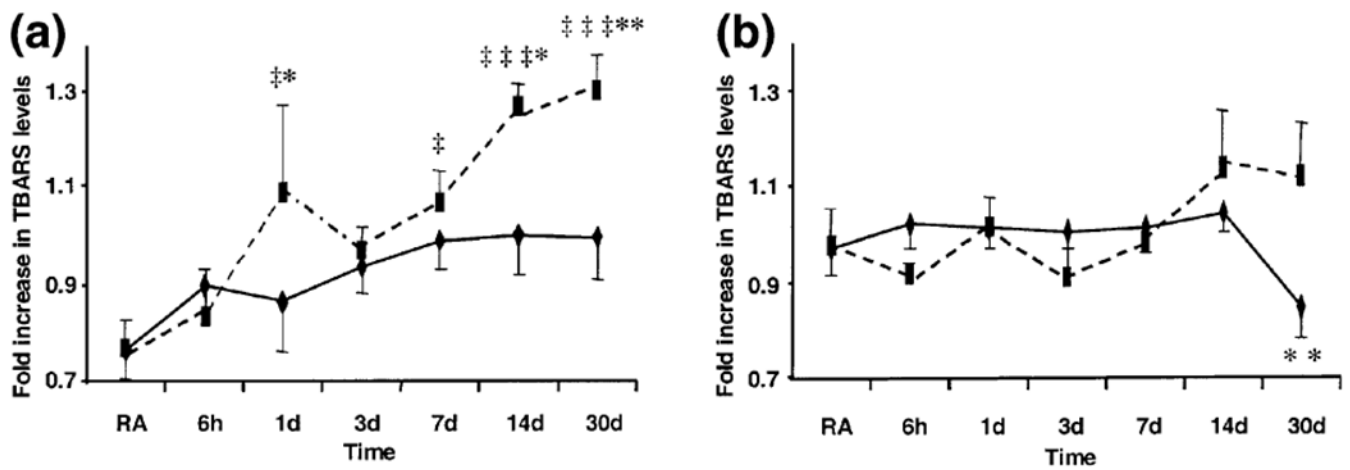 (a)
Fold increase in TBARS levels
1.3
1.1
0.9
0.7
‡*
‡
‡ ‡ ‡*
‡ ‡ ‡**
RA 6h 1d 3d 7d 14d 30d
Time
(b)
Fold increase in TBARS levels
1.3
1.1
0.9
0.7
* *
RA 6h 1d 3d 7d 14d 30d
Time